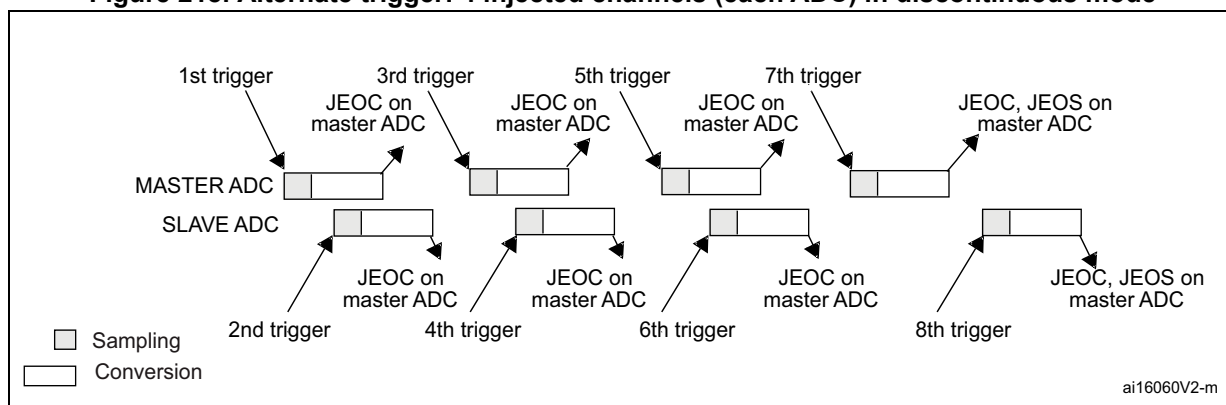 Figure Alternate trigger: 4 injected channels (each ADC) in discontinuous mode
1st trigger
3rd trigger
5th trigger
7th trigger
JEOC on
master ADC
JEOC on
master ADC
JEOC on
master ADC
JEOC, JEOS on
master ADC
MASTER ADC
SLAVE ADC
JEOC on
master ADC
JEOC on
master ADC
JEOC on
master ADC
JEOC, JEOS on
master ADC
2nd trigger
4th trigger
6th trigger
8th trigger
Sampling
Conversion
ai16060V2-m